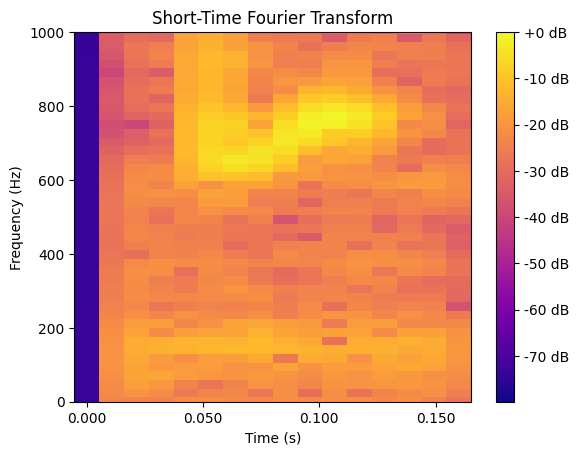 Short-Time Fourier Transform
1000
800
600
400
200
0
Frequency (Hz)
0.000
0.050
0.100
0.150
Time (s)
+0 dB
-10 dB
-20 dB
-30 dB
-40 dB
-50 dB
-60 dB
-70 dB